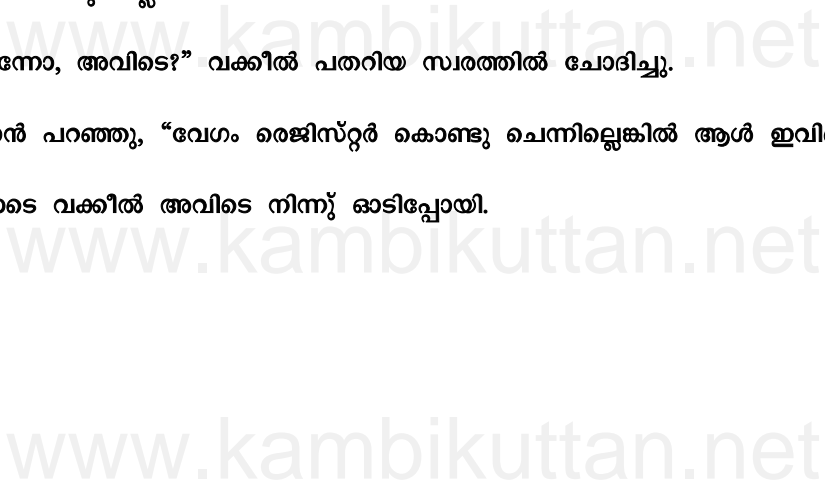 www.kambikuttan.net
ന്നോ, അവിടെ?” വക്കീൽ പതറിയ സ്വരത്തിൽ ചോദിച്ചു.
ൻ പറഞ്ഞു, “വേഗം രെജിസ്റ്റർ കൊണ്ടു ചെന്നില്ലെങ്കിൽ ആൾ
ടെ വക്കീൽ അവിടെ നിന്നു് ഓടിപ്പോയി.
www.kambikuttan.net
www.kambikuttan.net